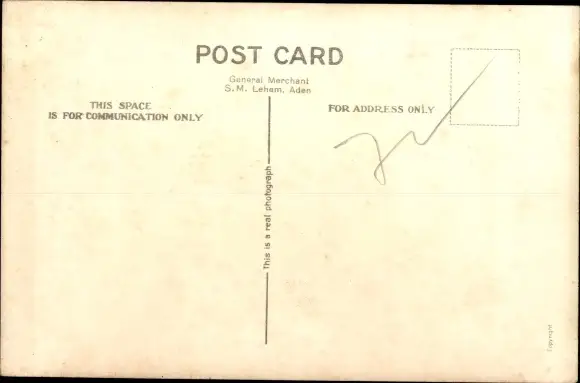 POST CARD
General Merchant
S.M. Leham, Aden
THIS SPACE
IS FOR COMMUNICATION ONLY
FOR ADDRESS ONLY
This is a real photograph
Copyright